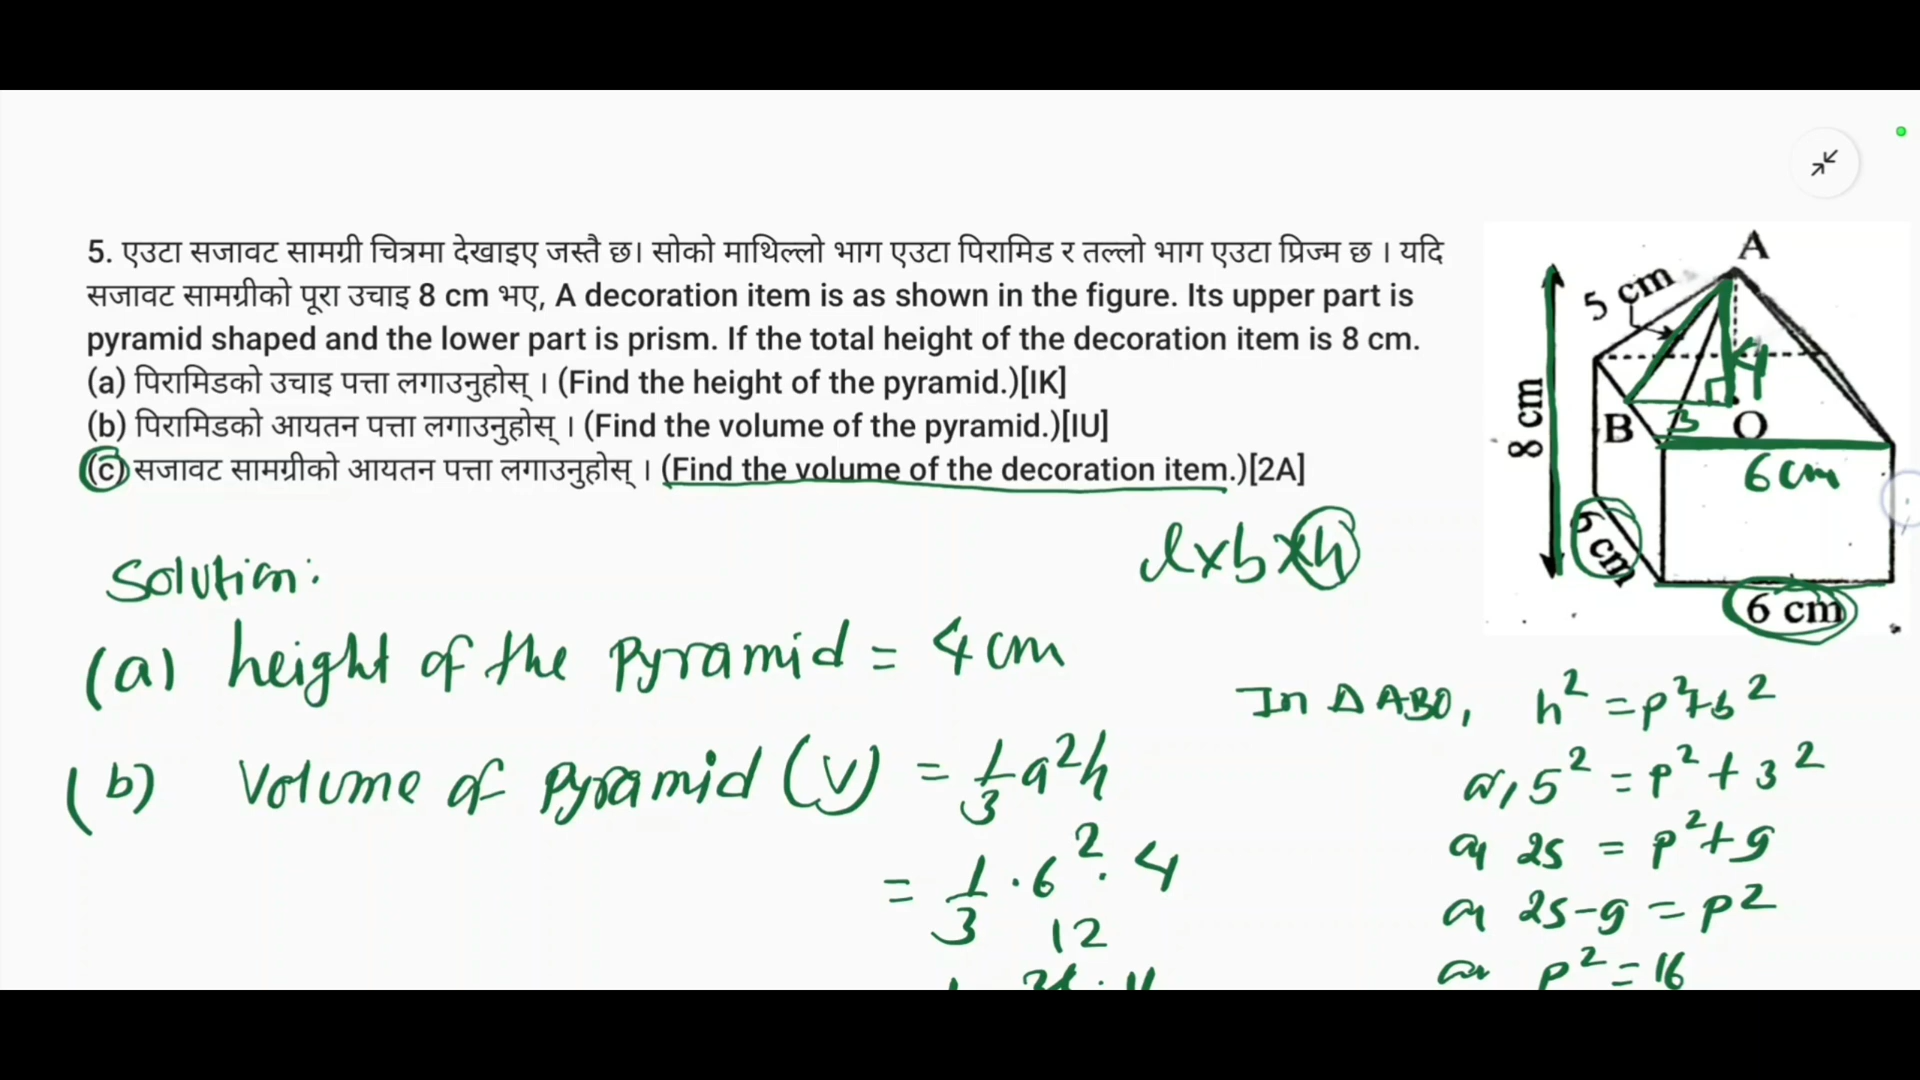 5. एउटा सजावट सामग्री चित्रमा देखाइए जस्तै छ। सोको माथिल्लो भाग एउटा पिरामिड र तल्लो भाग एउटा प्रिज्म छ । यदि
सजावट सामग्रीको पूरा उचाइ 8 cm भए, A decoration item is as shown in the figure. Its upper part is
pyramid shaped and the lower part is prism. If the total height of the decoration item is 8 cm.
(a) पिरामिडको उचाइ पत्ता लगाउनुहोस् । (Find the height of the pyramid.)[IK]
(b) पिरामिडको आयतन पत्ता लगाउनुहोस् । (Find the volume of the pyramid.)[IU]
(c) सजावट सामग्रीको आयतन पत्ता लगाउनुहोस् । (Find the volume of the decoration item.)[2A]
A
5 cm
4
8 cm
B 3 O
6 cm
6 cm
6 cm
l×b×h
Solution:
(a) height of the pyramid = 4 cm
(b) Volume of pyramid (V) = 1/3 a²h
= 1/3 · 6² · 4
12
In Δ ABO, h² = p²+b²
or, 5² = p² + 3²
or 25 = p² + 9
or 25-9 = p²
or p² = 16